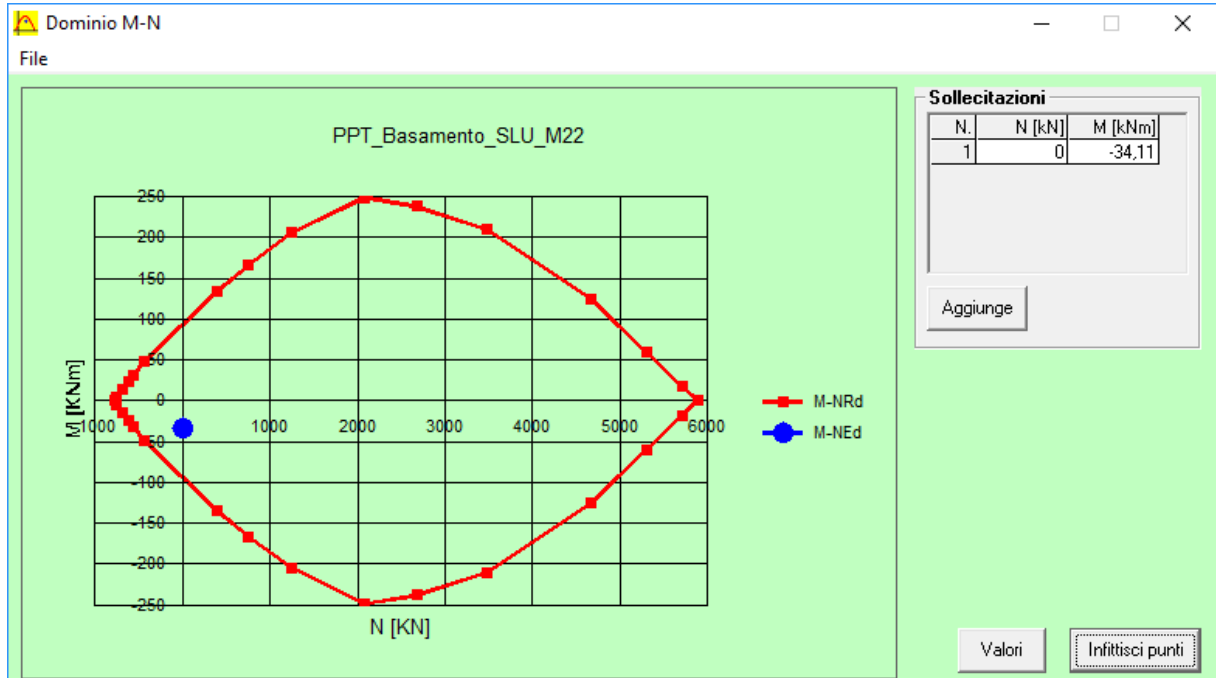 Dominio M-N
File
PPT_Basamento_SLU_M22
250
200
150
100
50
0
-50
-100
-150
-200
-250
-1000
0
1000
2000
3000
4000
5000
6000
M [KNm]
N [KN]
M-NRd
M-NEd
Sollecitazioni
N. N [kN] M [kNm]
1 0 -34,11
Aggiunge
Valori
Infittisci punti